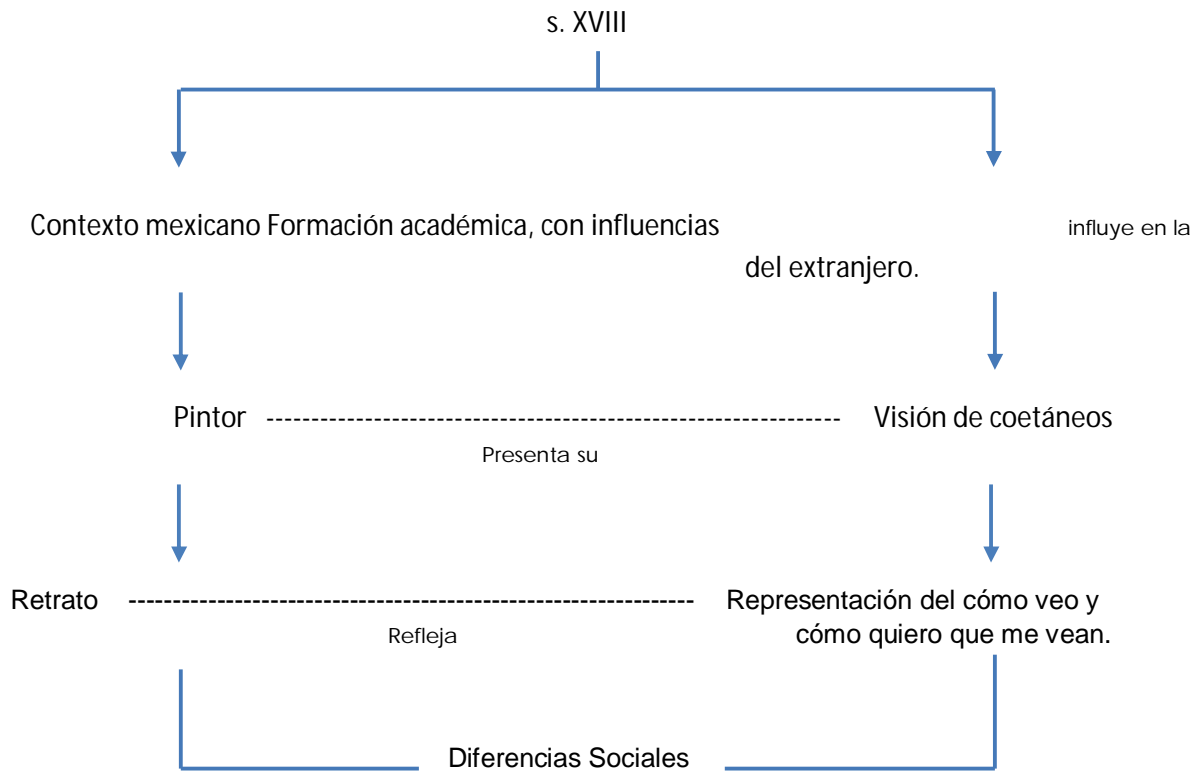 s. XVIII
Contexto mexicano Formación académica, con influencias influye en la
del extranjero.
Pintor ---------------------------------------------------------------- Visión de coetáneos
Presenta su
Retrato ---------------------------------------------------------------- Representación del cómo veo y
Refleja cómo quiero que me vean.
Diferencias Sociales